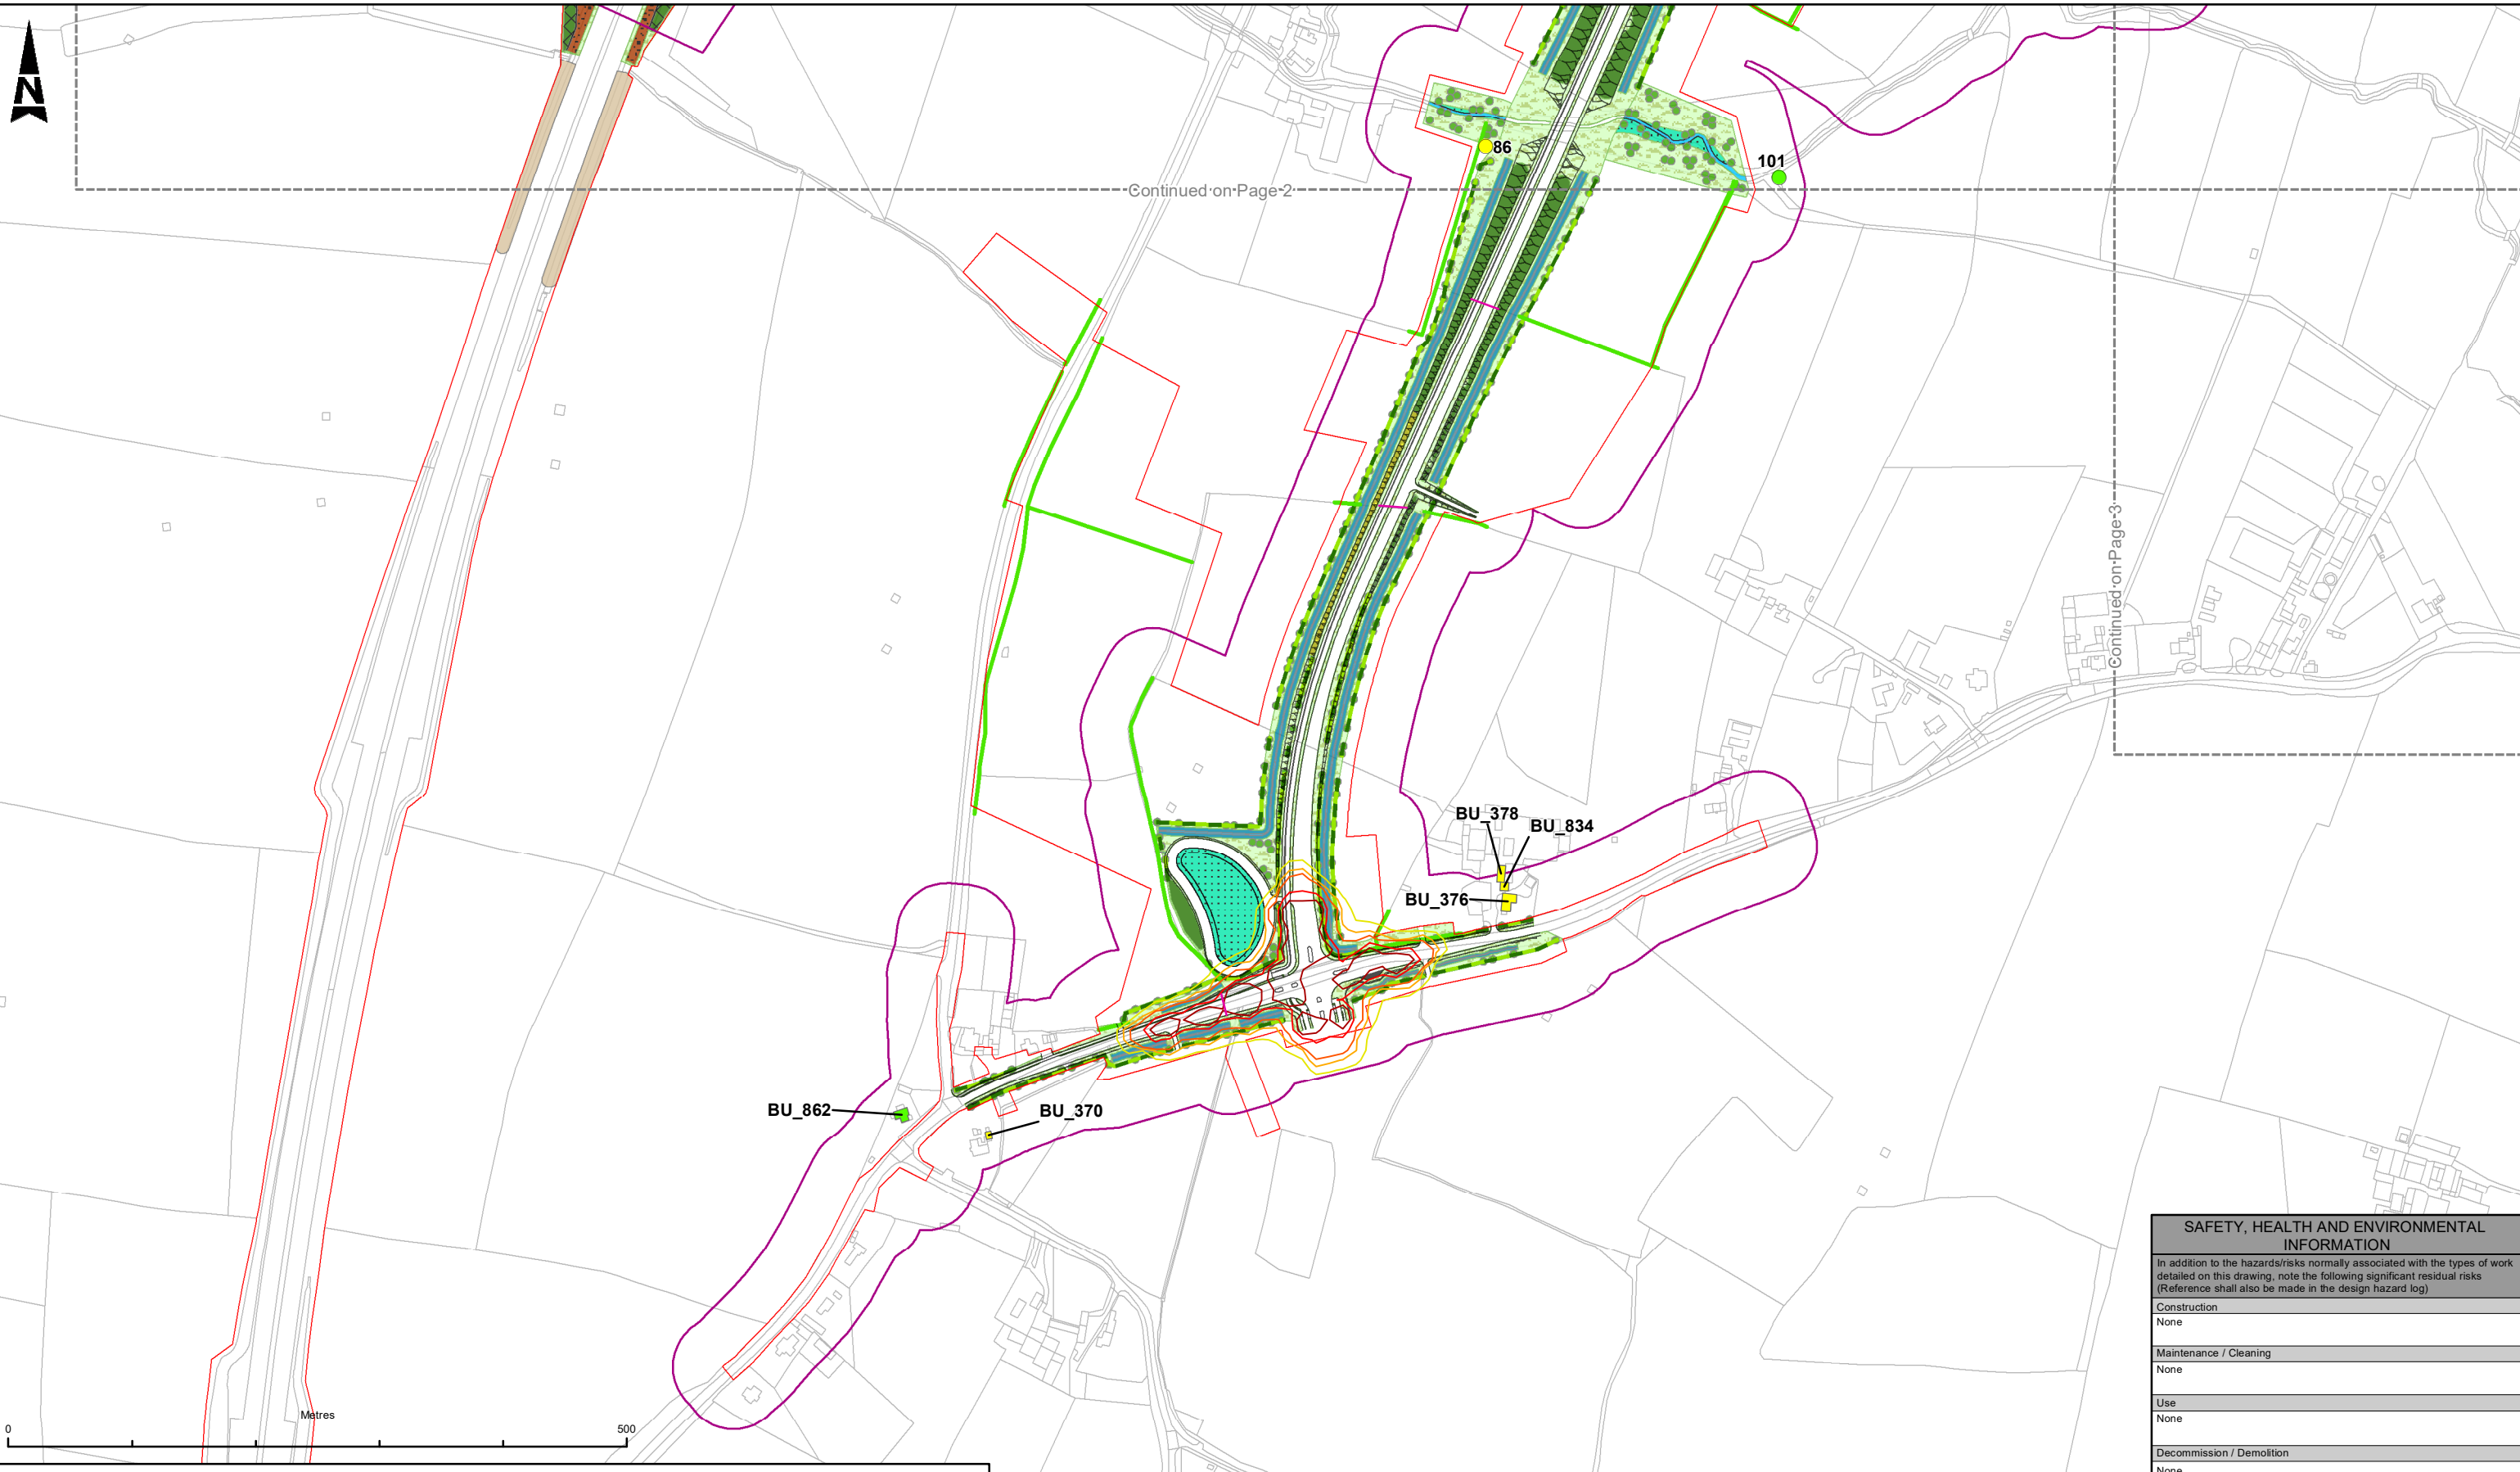 N
86
101
Continued on Page 2
Continued on Page 3
BU_378
BU_834
BU_376
BU_862
BU_370
Metres
0
500
SAFETY, HEALTH AND ENVIRONMENTAL
INFORMATION
In addition to the hazards/risks normally associated with the types of work
detailed on this drawing, note the following significant residual risks
(Reference shall also be made in the design hazard log)
Construction
None
Maintenance / Cleaning
None
Use
None
Decommission / Demolition
None